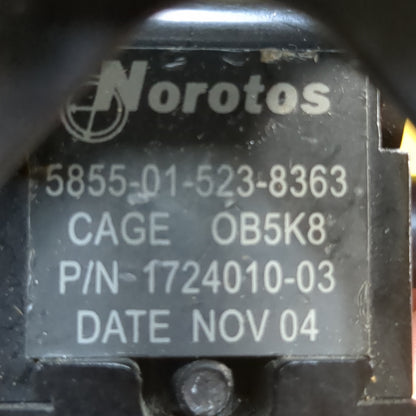 Norotos
5855-01-523-8363
CAGE OB5K8
P/N 1724010-03
DATE NOV 04